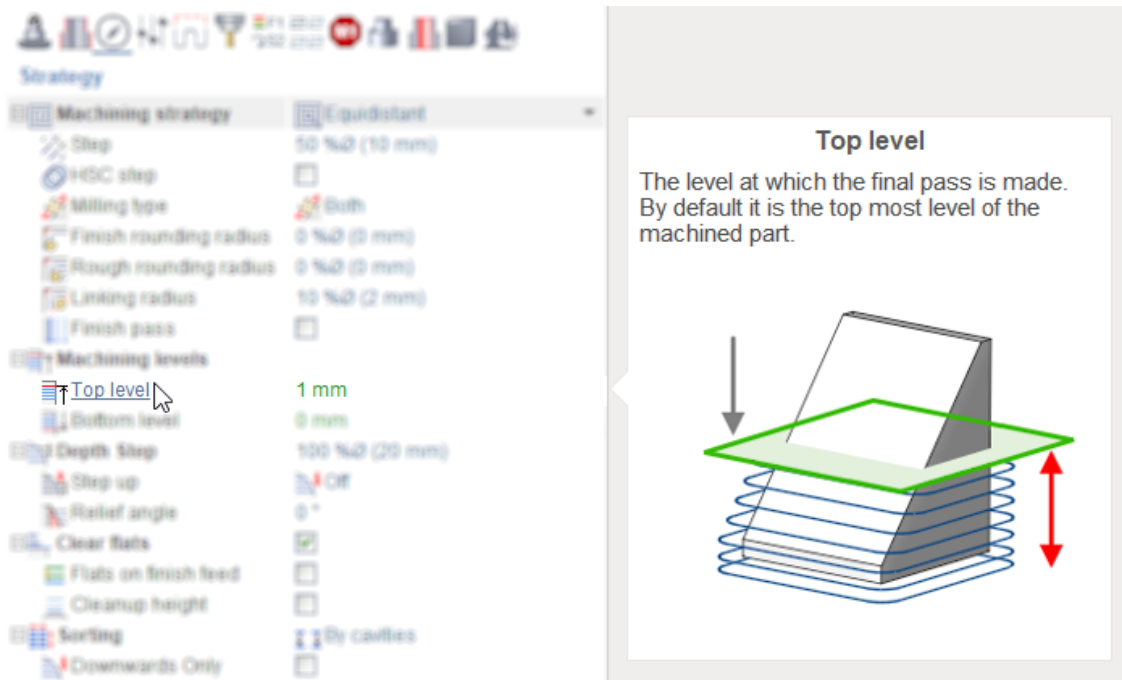 Strategy
Machining strategy Equidistant
Step 50 %Ø (10 mm)
HSC step
Milling type Both
Finish rounding radius 0 %Ø (0 mm)
Rough rounding radius 0 %Ø (0 mm)
Linking radius 10 %Ø (2 mm)
Finish pass
Machining levels
Top level 1 mm
Bottom level 0 mm
Depth Step 100 %Ø (20 mm)
Step up Off
Relief angle 0 °
Clear flats
Flats on finish feed
Cleanup height
Sorting By cavities
Downwards Only
Top level
The level at which the final pass is made.
By default it is the top most level of the
machined part.